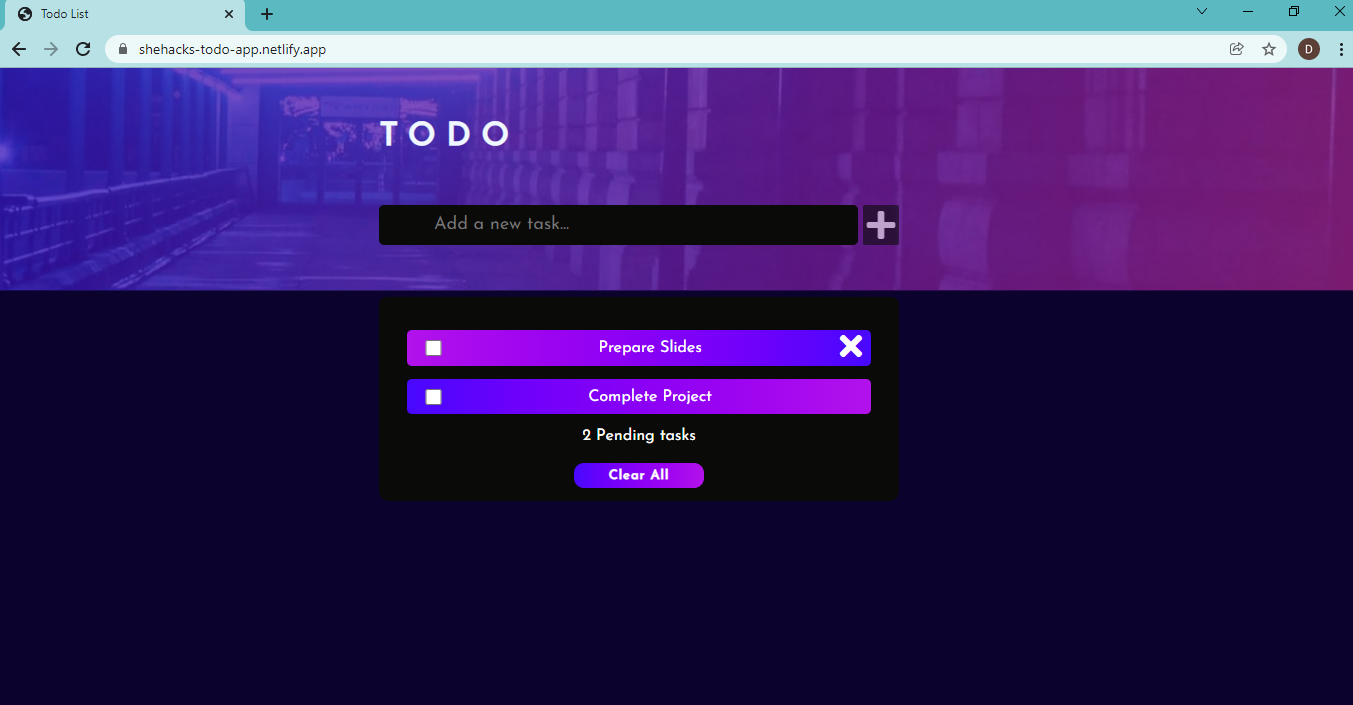 Todo List
shehacks-todo-app.netlify.app
D
TODO
Add a new task...
Prepare Slides
Complete Project
2 Pending tasks
Clear All